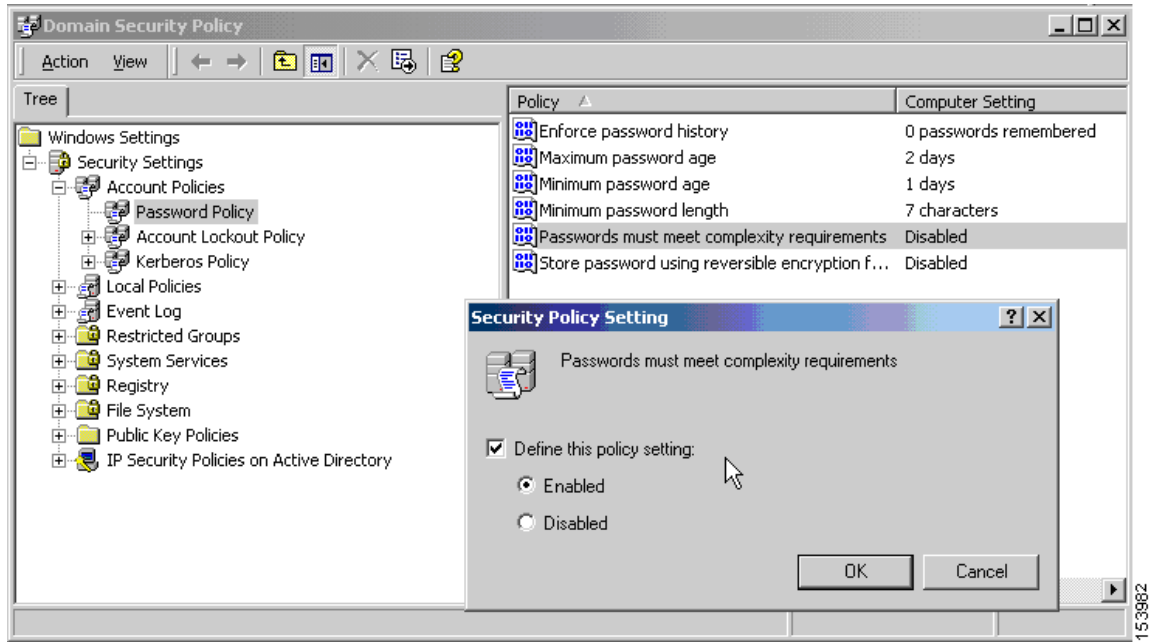 Domain Security Policy
Action View
Tree
Policy Computer Setting
Windows Settings
Security Settings
Account Policies
Password Policy
Account Lockout Policy
Kerberos Policy
Local Policies
Event Log
Restricted Groups
System Services
Registry
File System
Public Key Policies
IP Security Policies on Active Directory
Enforce password history 0 passwords remembered
Maximum password age 2 days
Minimum password age 1 days
Minimum password length 7 characters
Passwords must meet complexity requirements Disabled
Store password using reversible encryption f... Disabled
Security Policy Setting
Passwords must meet complexity requirements
Define this policy setting:
Enabled
Disabled
OK Cancel
153982